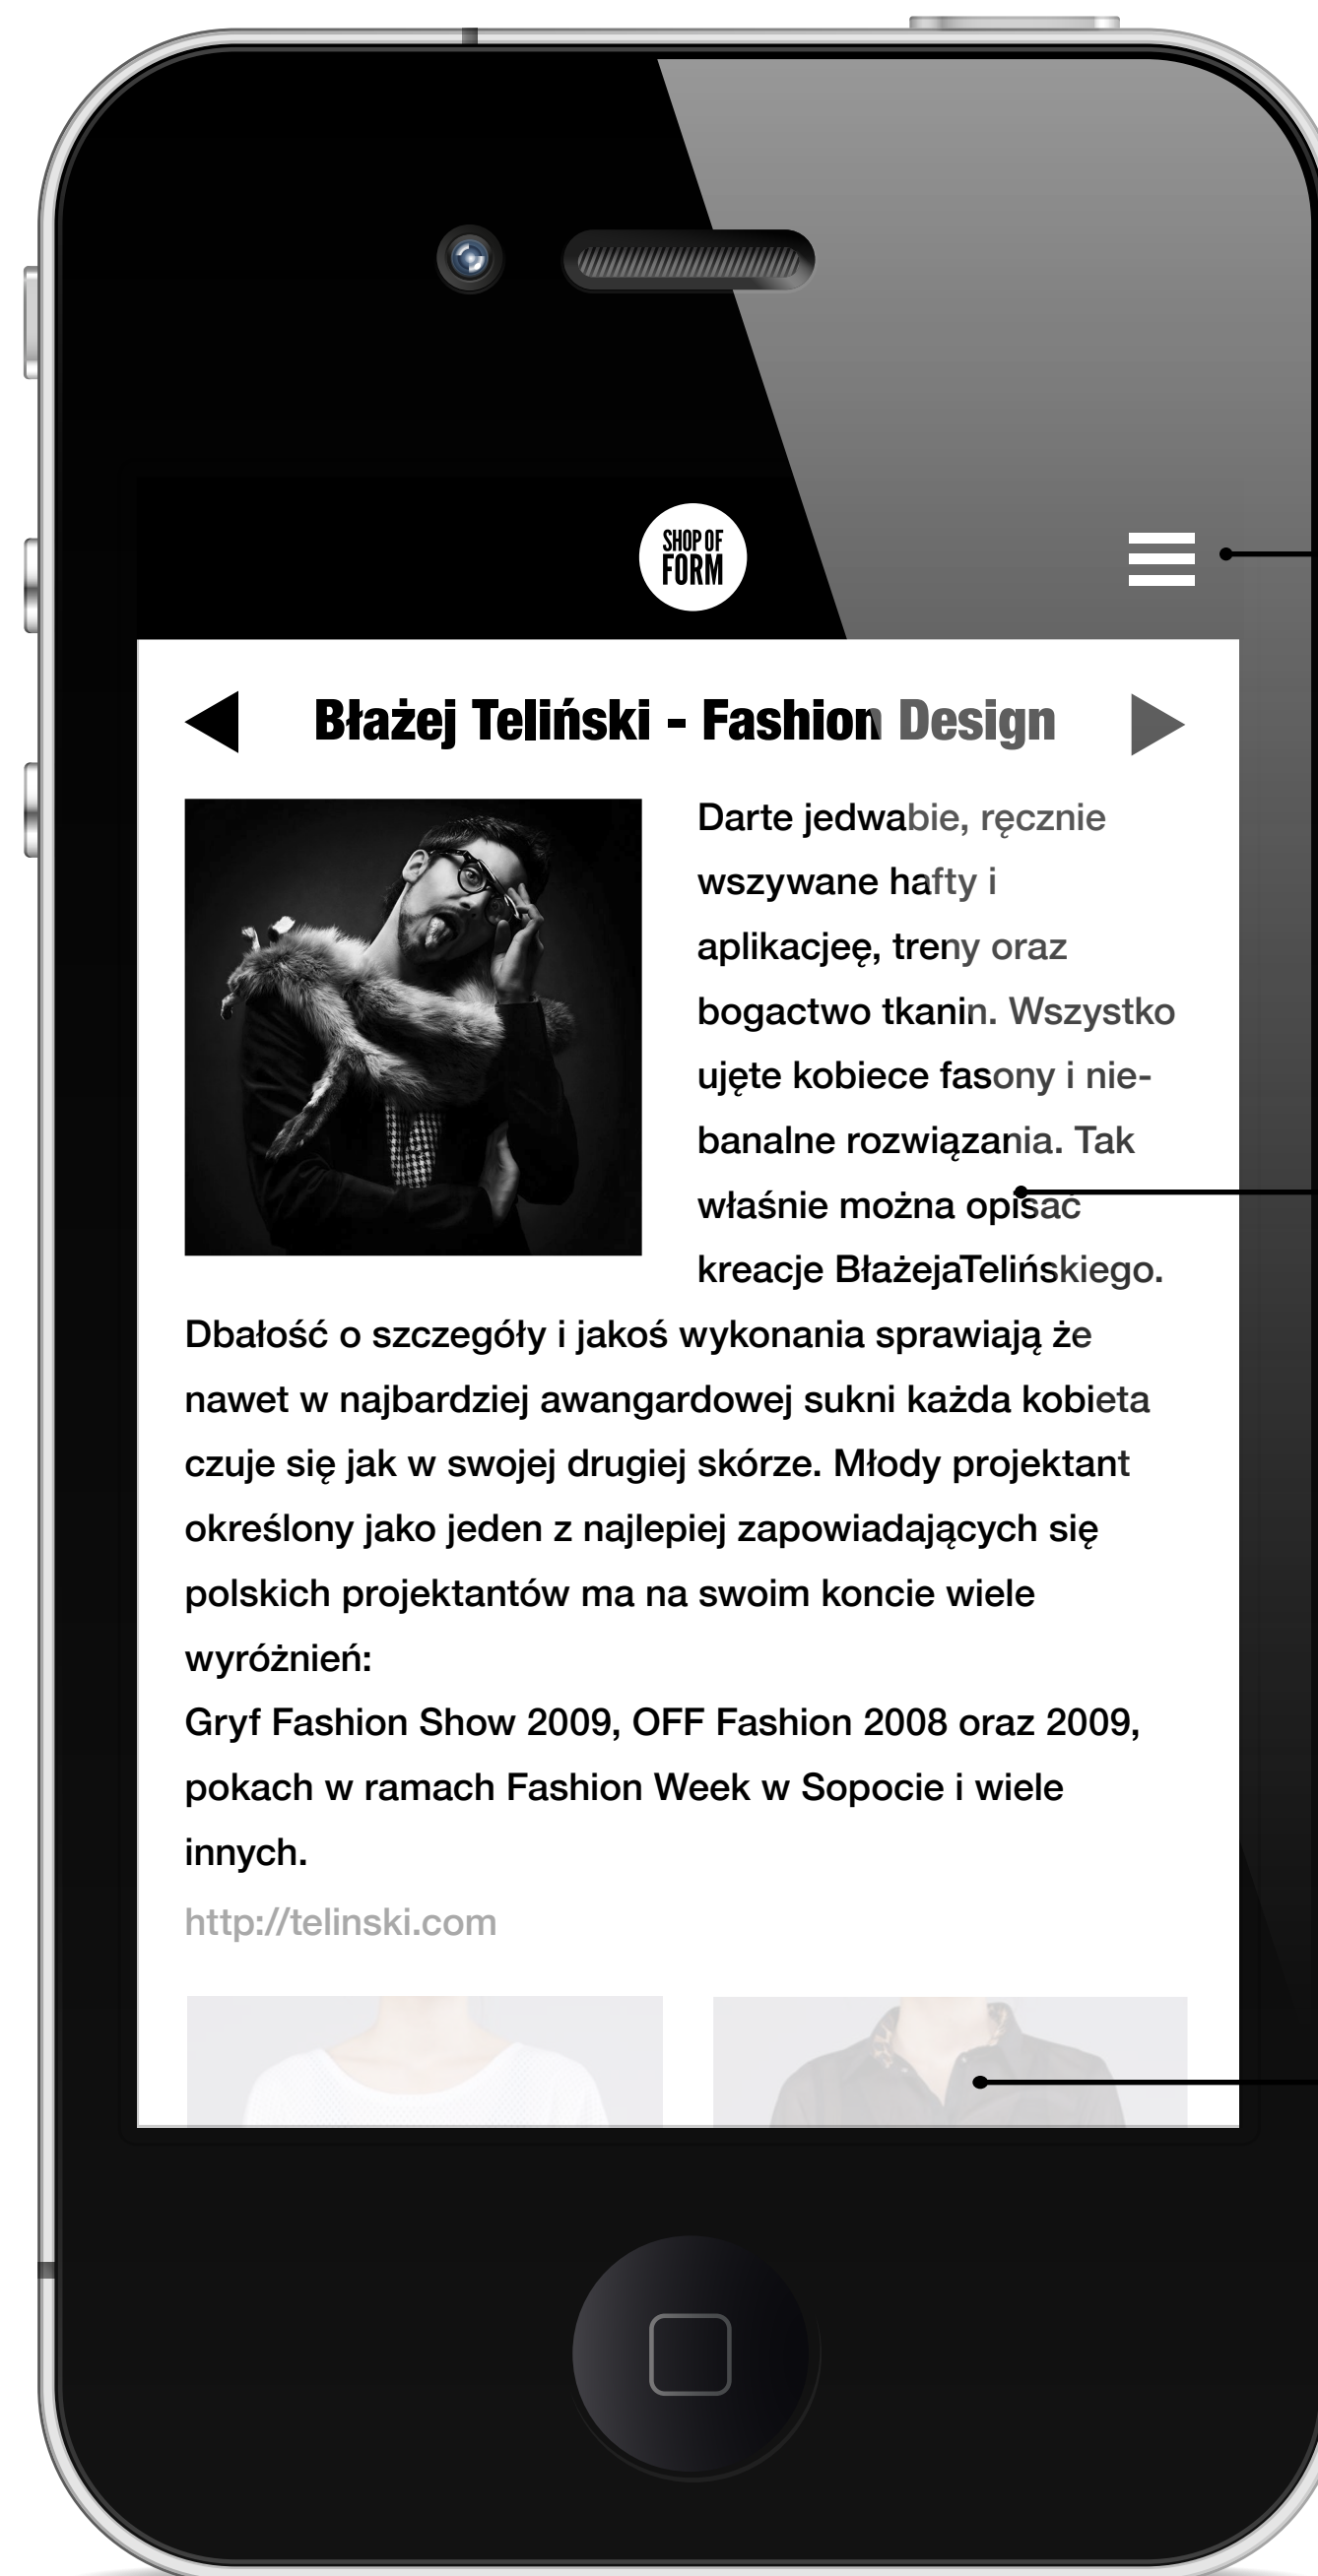 SHOP OF
FORM
Błażej Teliński - Fashion Design
Darte jedwabie, ręcznie
wszywane hafty i
aplikacjeę, treny oraz
bogactwo tkanin. Wszystko
ujęte kobiece fasony i nie-
banalne rozwiązania. Tak
właśnie można opisać
kreacje BłażejaTelińskiego.
Dbałość o szczegóły i jakoś wykonania sprawiają że
nawet w najbardziej awangardowej sukni każda kobieta
czuje się jak w swojej drugiej skórze. Młody projektant
określony jako jeden z najlepiej zapowiadających się
polskich projektantów ma na swoim koncie wiele
wyróżnień:
Gryf Fashion Show 2009, OFF Fashion 2008 oraz 2009,
pokach w ramach Fashion Week w Sopocie i wiele
innych.
http://telinski.com